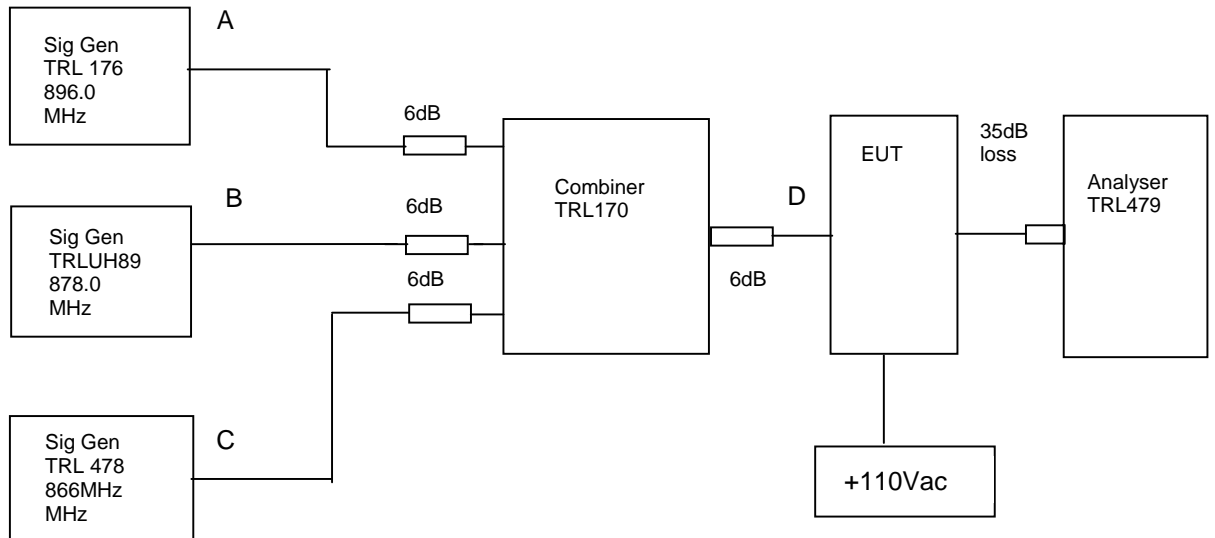 A
Sig Gen
TRL 176
896.0
MHz
6dB
B
Sig Gen
TRLUH89
878.0
MHz
6dB
6dB
C
Sig Gen
TRL 478
866MHz
MHz
Combiner
TRL170
6dB
D
EUT
35dB
loss
Analyser
TRL479
+110Vac